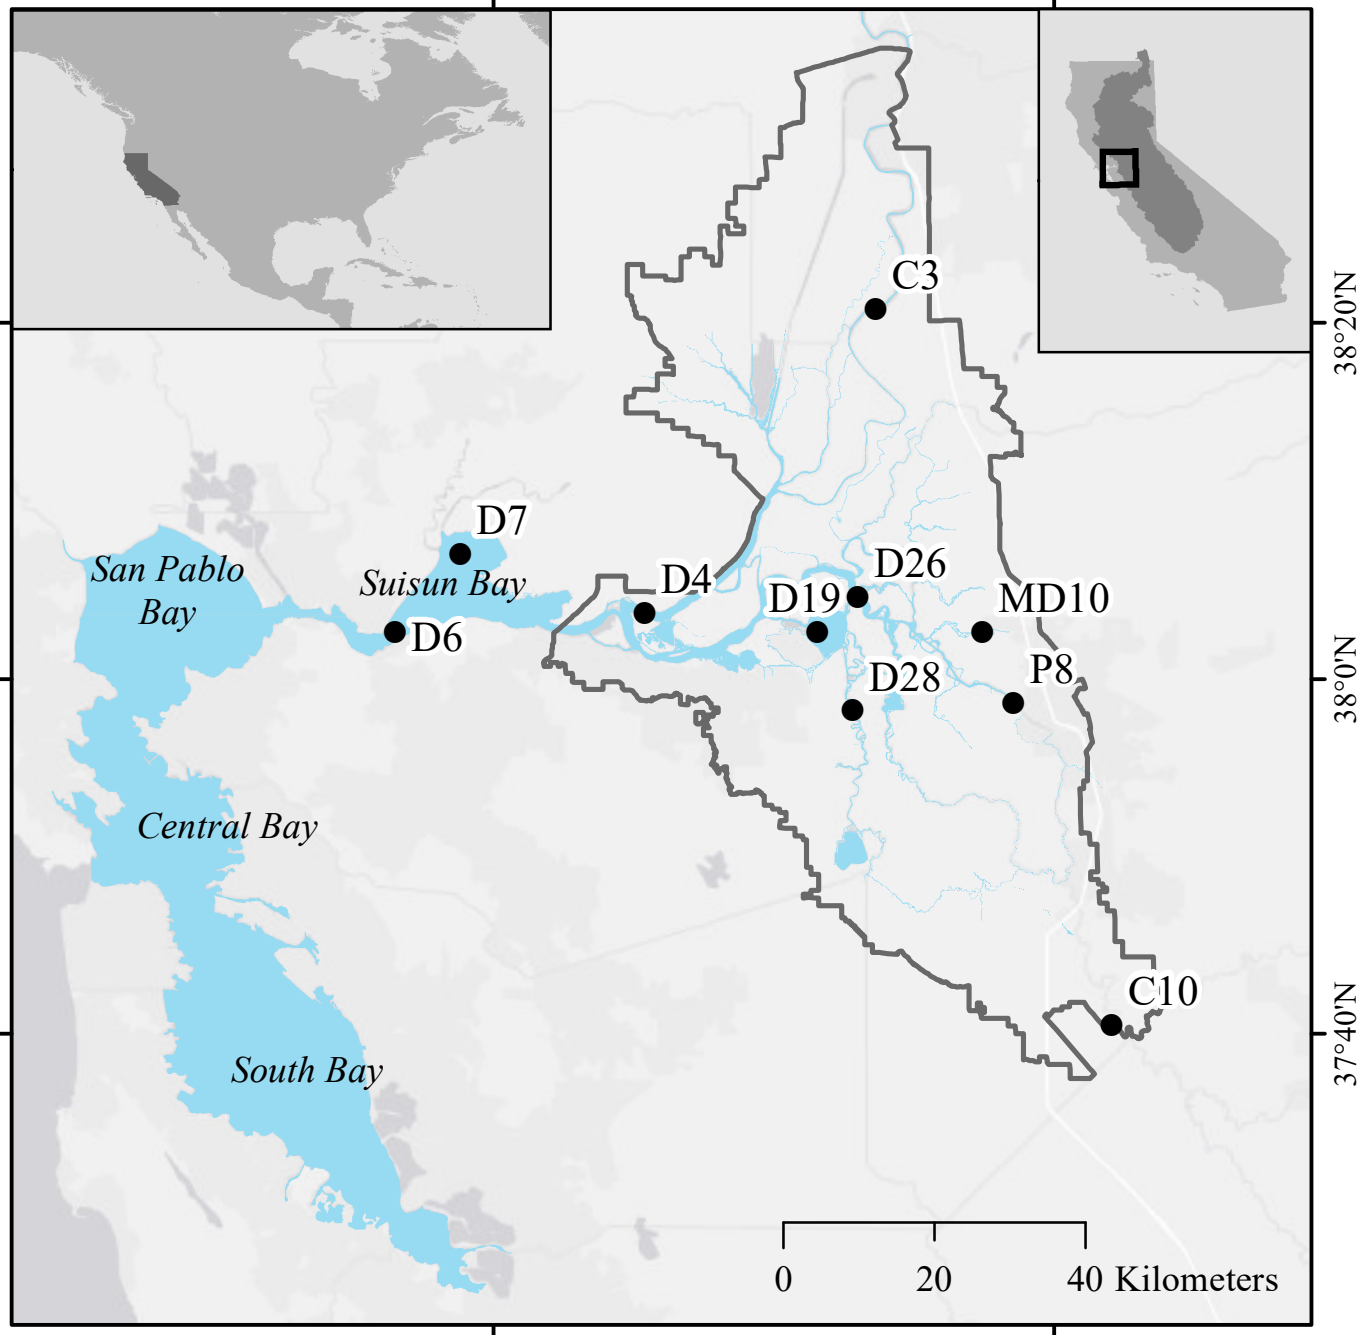 C3
38°20'N
D7
San Pablo
Bay
Suisun Bay
D4
D26
D19
MD10
D6
P8
D28
38°0'N
Central Bay
C10
37°40'N
South Bay
0 20 40 Kilometers